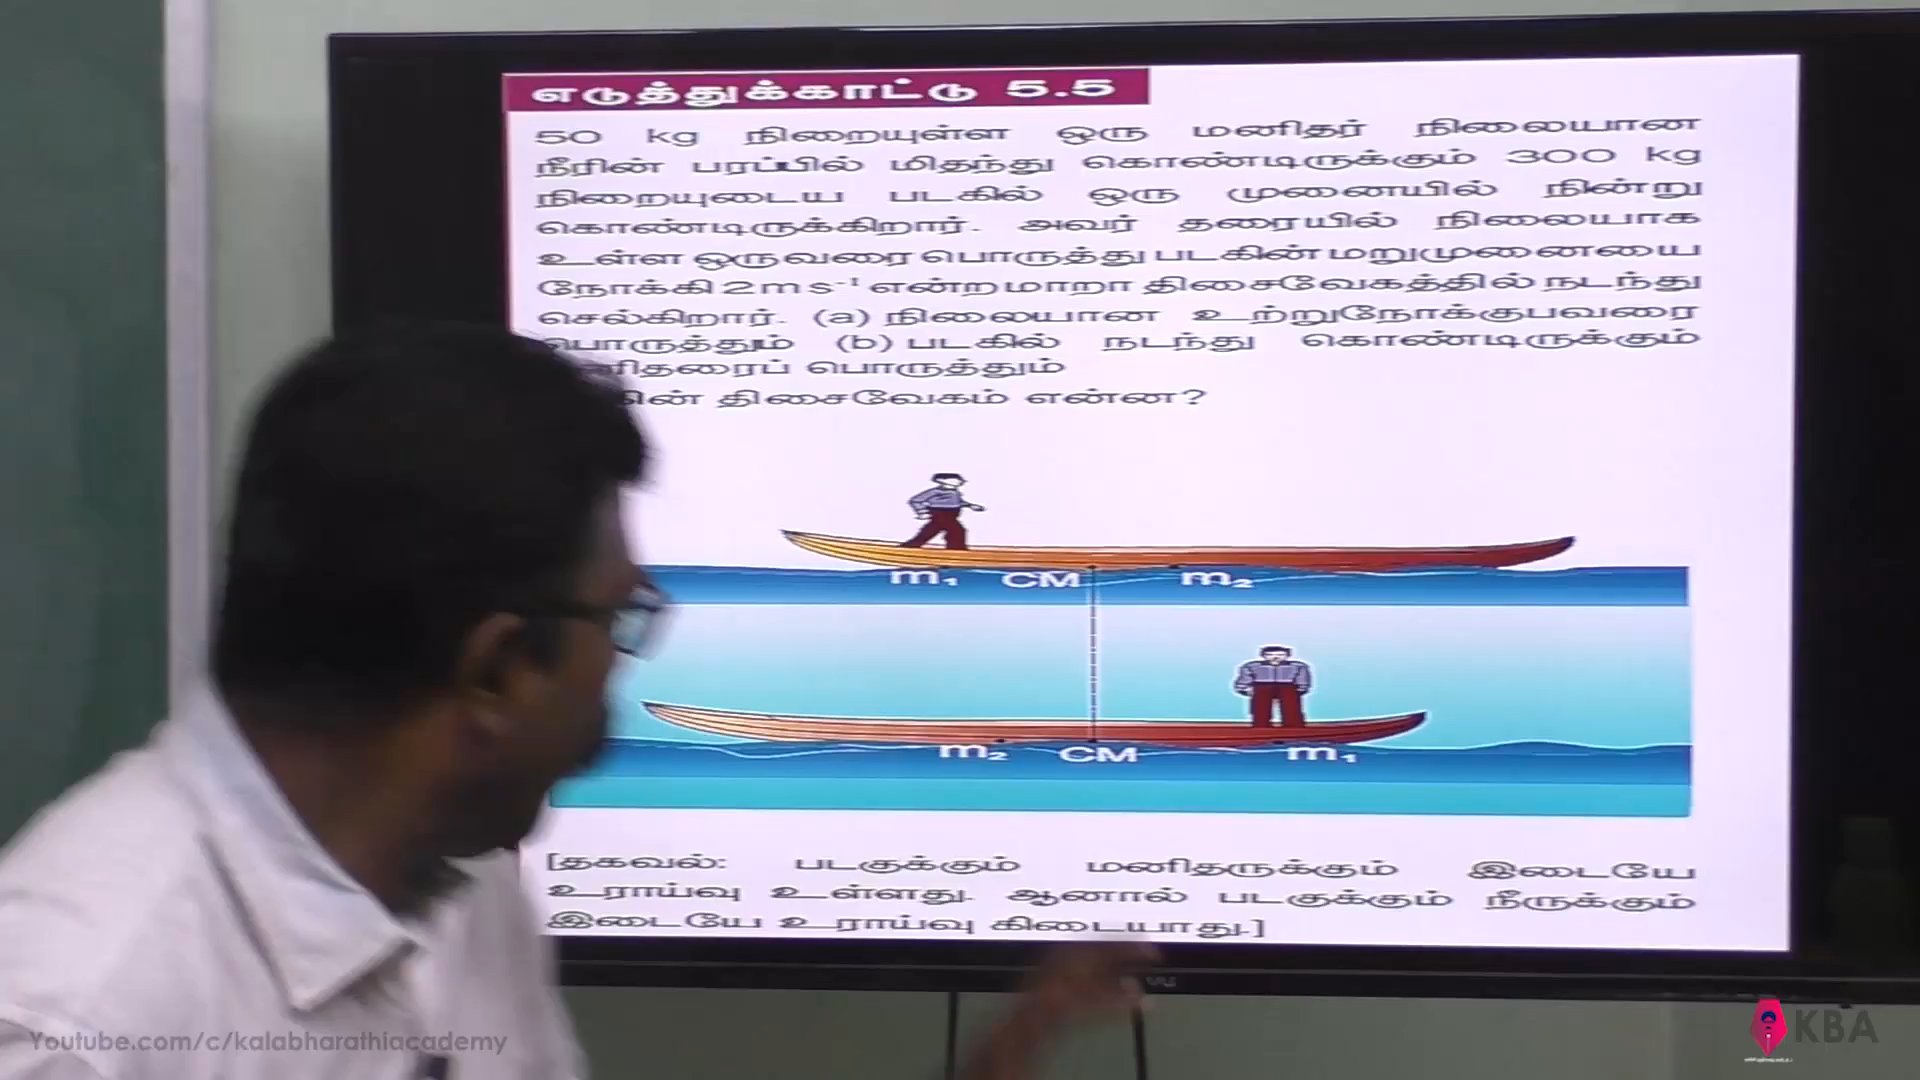 எடுத்துக்காட்டு 5.5
50 kg நிறையுள்ள ஒரு மனிதர் நிலையான
நீரின் பரப்பில் மிதந்து கொண்டிருக்கும் 300 kg
நிறையுடைய படகில் ஒரு முனையில் நின்று
கொண்டிருக்கிறார். அவர் தரையில் நிலையாக
உள்ள ஒருவரை பொருத்து படகின் மறுமுனையை
நோக்கி 2 m s⁻¹ என்ற மாறா திசைவேகத்தில் நடந்து
செல்கிறார். (a) நிலையான உற்றுநோக்குபவரை
பொருத்தும் (b) படகில் நடந்து கொண்டிருக்கும்
பொருத்தும்
திசைவேகம் என்ன?
m₁ CM m₂
m₂ CM m₁
[தகவல்: படகுக்கும் மனிதருக்கும் இடையே
உராய்வு உள்ளது. ஆனால் படகுக்கும் நீருக்கும்
இடையே உராய்வு கிடையாது.]
Youtube.com/c/kalabharathiacademy
KBA